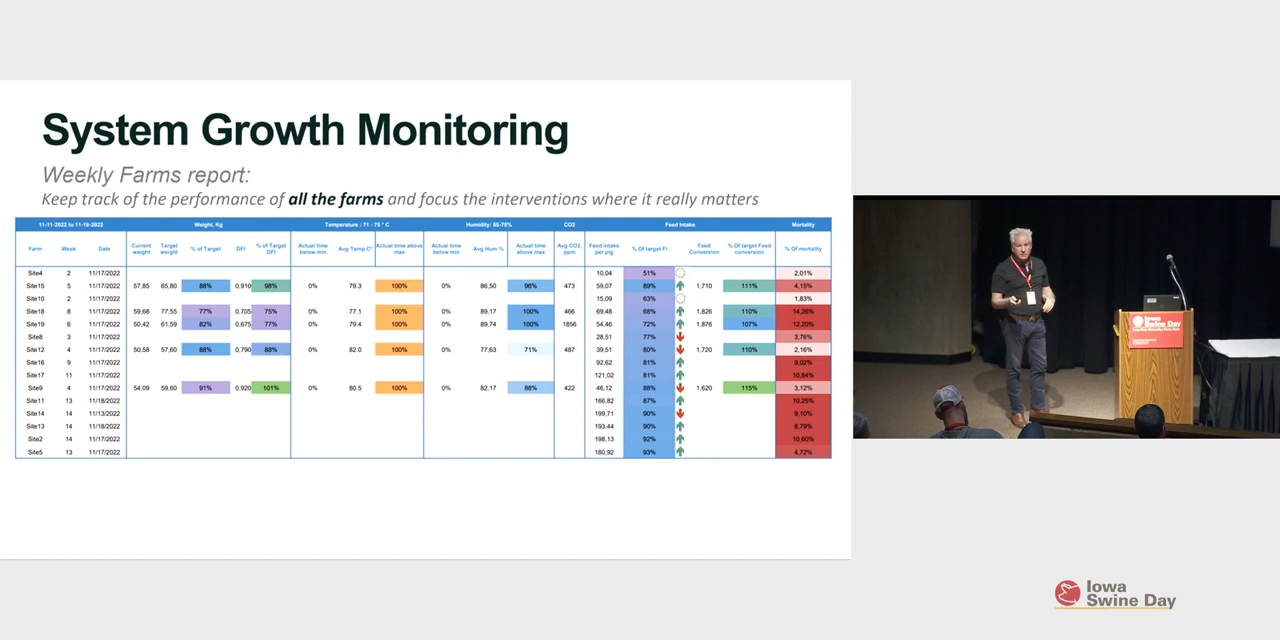 System Growth Monitoring
Weekly Farms report:
Keep track of the performance of all the farms and focus the interventions where it really matters
11-11-2022 to 11-18-2022 Weight, Kg Temperature : 71 - 75 ° C Humidity: 55-75% CO2 Feed Intake Mortality
Farm Week Date Current weight Target weight % of Target DFI % of Target DFI Actual time below min Avg Temp C° Actual time above max Actual time below min Avg Hum % Actual time above max Avg CO2, ppm Feed intake per pig % Of target FI Feed Conversion % Of target Feed conversion % Of mortality
Site4 2 11/17/2022 10,04 51% 2,01%
Site15 5 11/17/2022 57,85 65,80 88% 0,910 98% 0% 79.3 100% 0% 86,50 96% 473 59,07 89% 1,710 111% 4,15%
Site10 2 11/17/2022 15,09 63% 1,83%
Site18 8 11/17/2022 59,68 77,55 77% 0,705 75% 0% 77.1 100% 0% 89,17 100% 466 69,48 68% 1,826 110% 14,26%
Site19 6 11/17/2022 50,42 61,59 82% 0,675 77% 0% 79.4 100% 0% 89,74 100% 1856 54,46 72% 1,876 107% 12,20%
Site8 3 11/17/2022 28,51 77% 3,76%
Site12 4 11/17/2022 50,58 57,60 88% 0,790 88% 0% 82.0 100% 0% 77,63 71% 487 39,51 80% 1,720 110% 2,16%
Site16 9 11/17/2022 92,62 81% 9,02%
Site17 11 11/17/2022 121,02 81% 10,84%
Site9 4 11/17/2022 54,09 59,60 91% 0,920 101% 0% 80.5 100% 0% 82,17 88% 422 46,12 88% 1,620 115% 3,12%
Site11 13 11/18/2022 166,82 87% 10,25%
Site14 14 11/13/2022 199,71 90% 9,10%
Site13 14 11/18/2022 193,44 90% 8,79%
Site2 14 11/17/2022 198,13 92% 10,60%
Site5 13 11/17/2022 180,92 93% 4,72%
Iowa
Swine Day
Iowa
Swine Day